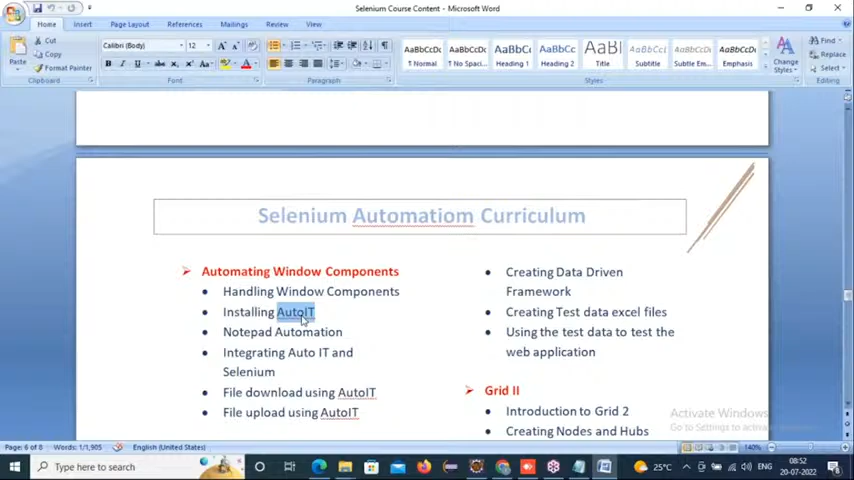 Selenium Course Content - Microsoft Word
Home Insert Page Layout References Mailings Review View
Paste
Cut
Copy
Format Painter
Clipboard
Calibri (Body) 12
Font
Paragraph
AaBbCcDc AaBbCcDc AaBbCc AaBbCc AaBl AaBbCcD AaBbCcDc AaBbCcDc
¶ Normal ¶ No Spaci... Heading 1 Heading 2 Title Subtitle Subtle Em... Emphasis
Change Styles
Styles
Find
Replace
Select
Editing
Selenium Automatiom Curriculum
Automating Window Components
Handling Window Components
Installing AutoIT
Notepad Automation
Integrating Auto IT and
Selenium
File download using AutoIT
File upload using AutoIT
Creating Data Driven
Framework
Creating Test data excel files
Using the test data to test the
web application
Grid II
Introduction to Grid 2
Creating Nodes and Hubs
Activate Windows
Go to Settings to activate
Page: 6 of 8 Words: 1/1,905 English (United States) 140%
Type here to search
25°C ENG
08:52
20-07-2022